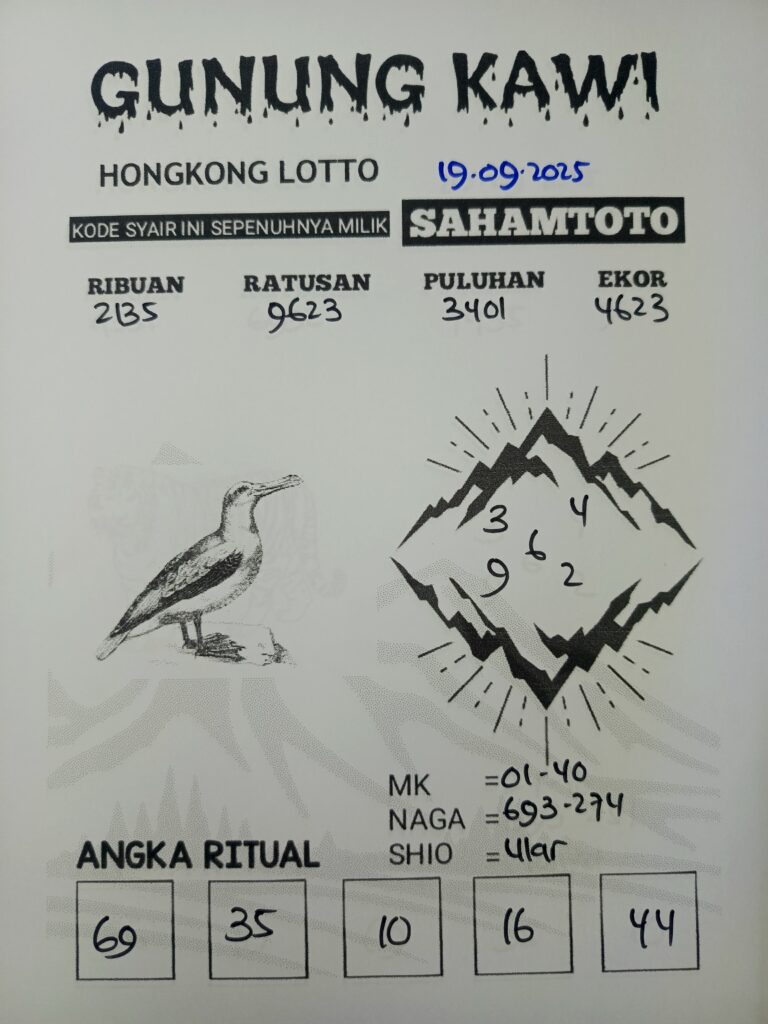 GUNUNG KAWI
HONGKONG LOTTO 19.09.2025
KODE SYAIR INI SEPENUHNYA MILIK SAHAMTOTO
RIBUAN RATUSAN PULUHAN EKOR
2135 9623 3401 4623
3 4
6
9 2
MK =01-40
NAGA =693-274
SHIO =ular
ANGKA RITUAL
69 35 10 16 44